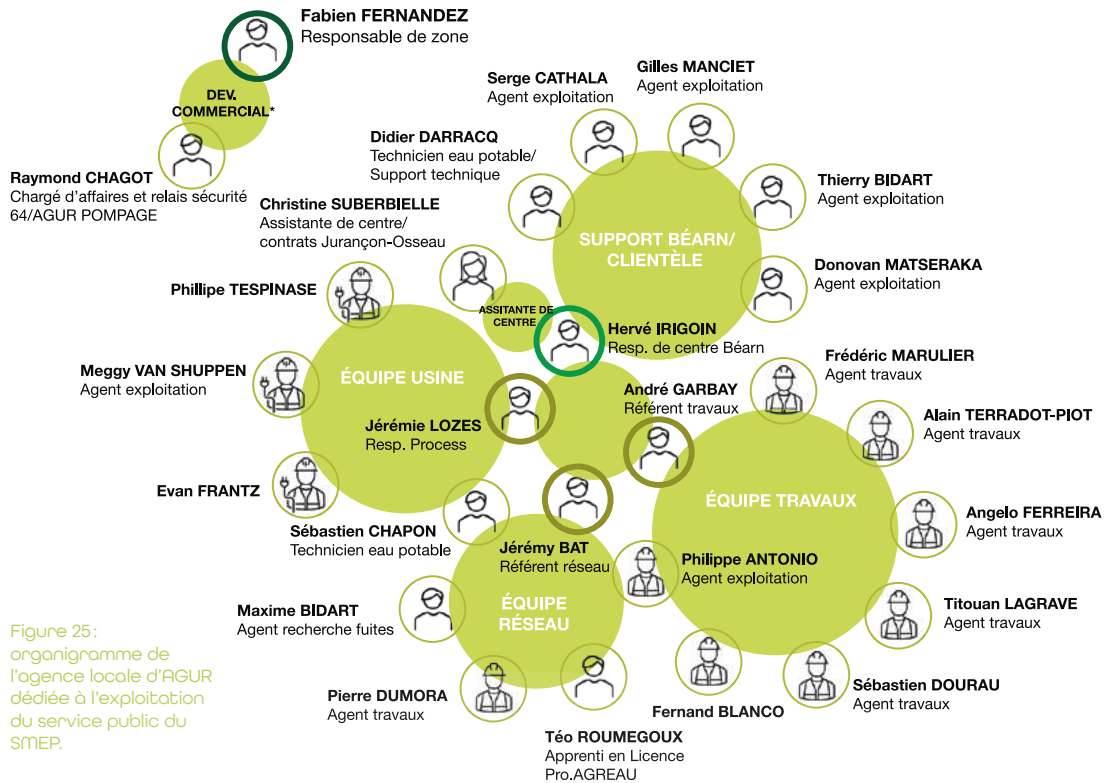 Fabien FERNANDEZ
Responsable de zone
DEV.
COMMERCIAL*
Raymond CHAGOT
Chargé d'affaires et relais sécurité
64/AGUR POMPAGE
Serge CATHALA
Agent exploitation
Gilles MANCIET
Agent exploitation
Didier DARRACQ
Technicien eau potable/
Support technique
Thierry BIDART
Agent exploitation
Christine SUBERBIELLE
Assistante de centre/
contrats Jurançon-Osseau
SUPPORT BÉARN/
CLIENTÈLE
Donovan MATSERAKA
Agent exploitation
Phillipe TESPINASE
ASSITANTE DE
CENTRE
Hervé IRIGOIN
Resp. de centre Béarn
Meggy VAN SHUPPEN
Agent exploitation
ÉQUIPE USINE
Jérémie LOZES
Resp. Process
André GARBAY
Référent travaux
Frédéric MARULIER
Agent travaux
Alain TERRADOT-PIOT
Agent travaux
Evan FRANTZ
ÉQUIPE TRAVAUX
Angelo FERREIRA
Agent travaux
Sébastien CHAPON
Technicien eau potable
Jérémy BAT
Référent réseau
Philippe ANTONIO
Agent exploitation
Maxime BIDART
Agent recherche fuites
ÉQUIPE
RÉSEAU
Titouan LAGRAVE
Agent travaux
Pierre DUMORA
Agent travaux
Téo ROUMEGOUX
Apprenti en Licence
Pro.AGREAU
Fernand BLANCO
Sébastien DOURAU
Agent travaux
Figure 25 :
organigramme de
l'agence locale d'AGUR
dédiée à l'exploitation
du service public du
SMEP.